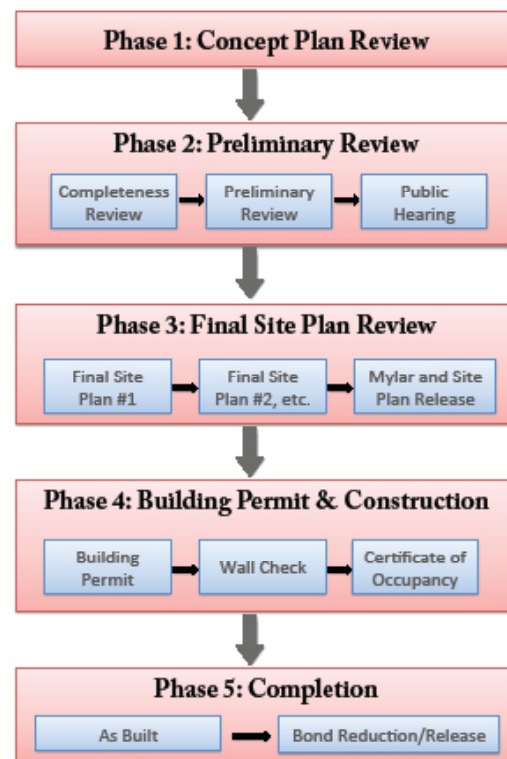 Phase 1: Concept Plan Review
Phase 2: Preliminary Review
Completeness
Review
Preliminary
Review
Public
Hearing
Phase 3: Final Site Plan Review
Final Site
Plan #1
Final Site
Plan #2, etc.
Mylar and Site
Plan Release
Phase 4: Building Permit & Construction
Building
Permit
Wall Check
Certificate of
Occupancy
Phase 5: Completion
As Built
Bond Reduction/Release